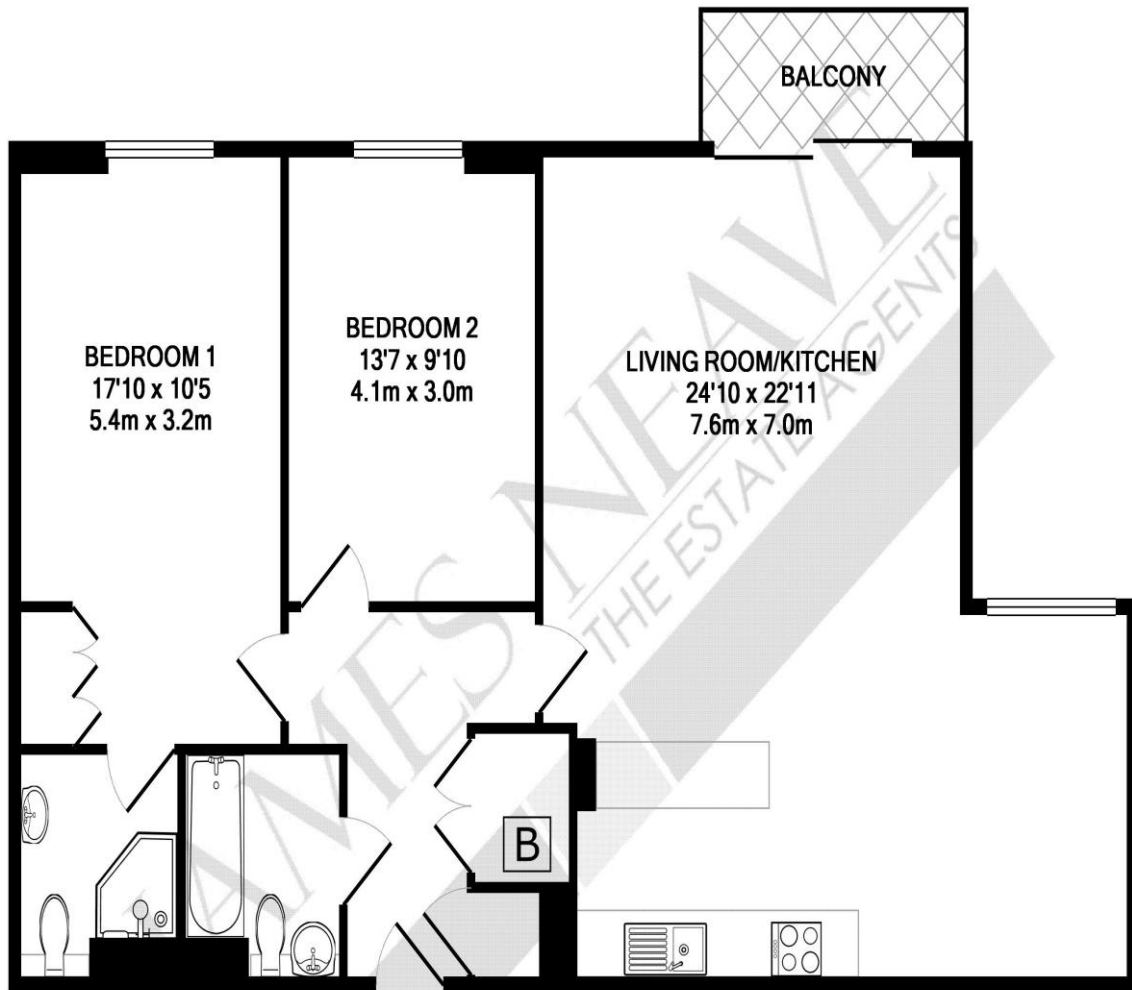 BALCONY
BEDROOM 1
17'10 x 10'5
5.4m x 3.2m
BEDROOM 2
13'7 x 9'10
4.1m x 3.0m
LIVING ROOM/KITCHEN
24'10 x 22'11
7.6m x 7.0m
B
JAMES NEAVE
THE ESTATE AGENTS